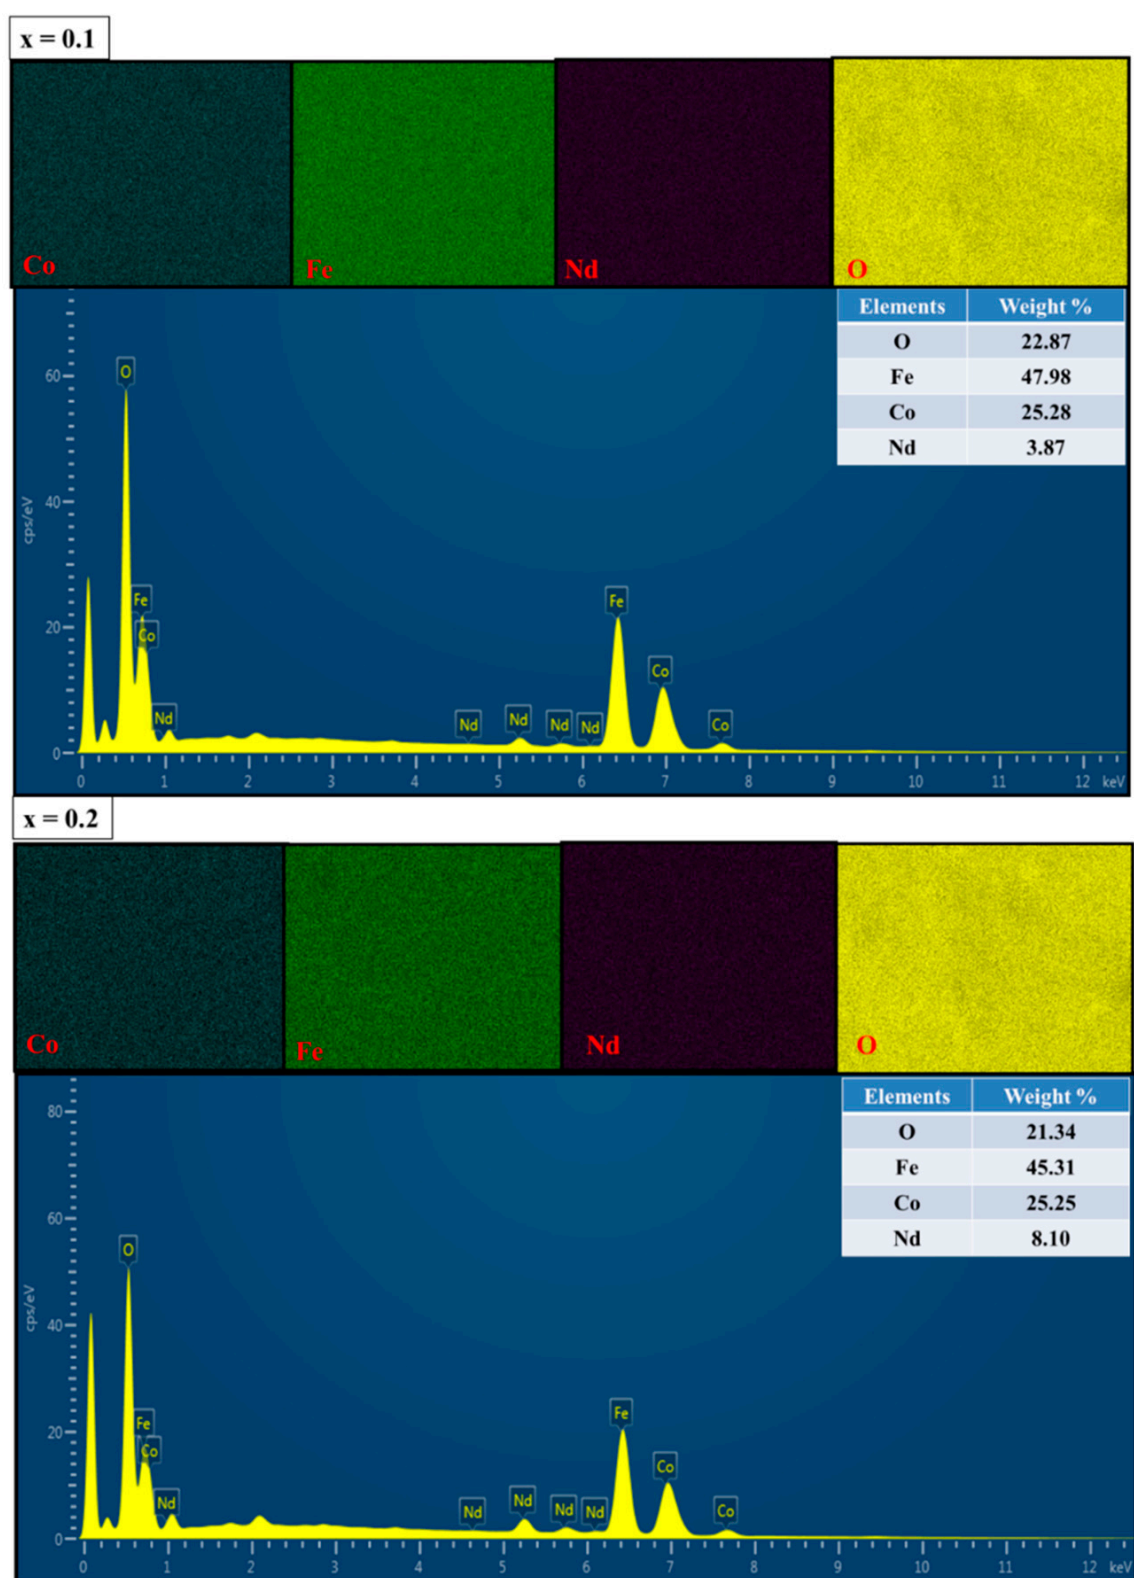 x = 0.1
Co Fe Nd O
Elements Weight %
O 22.87
Fe 47.98
Co 25.28
Nd 3.87
cps/eV
60
40
20
0
O
Fe
Co
Nd
Nd Nd Nd Nd
Fe
Co
Co
0 1 2 3 4 5 6 7 8 9 10 11 12 keV
x = 0.2
Co Fe Nd O
Elements Weight %
O 21.34
Fe 45.31
Co 25.25
Nd 8.10
cps/eV
80
60
40
20
0
O
Fe
Co
Nd
Nd Nd Nd Nd
Fe
Co
Co
0 1 2 3 4 5 6 7 8 9 10 11 12 keV